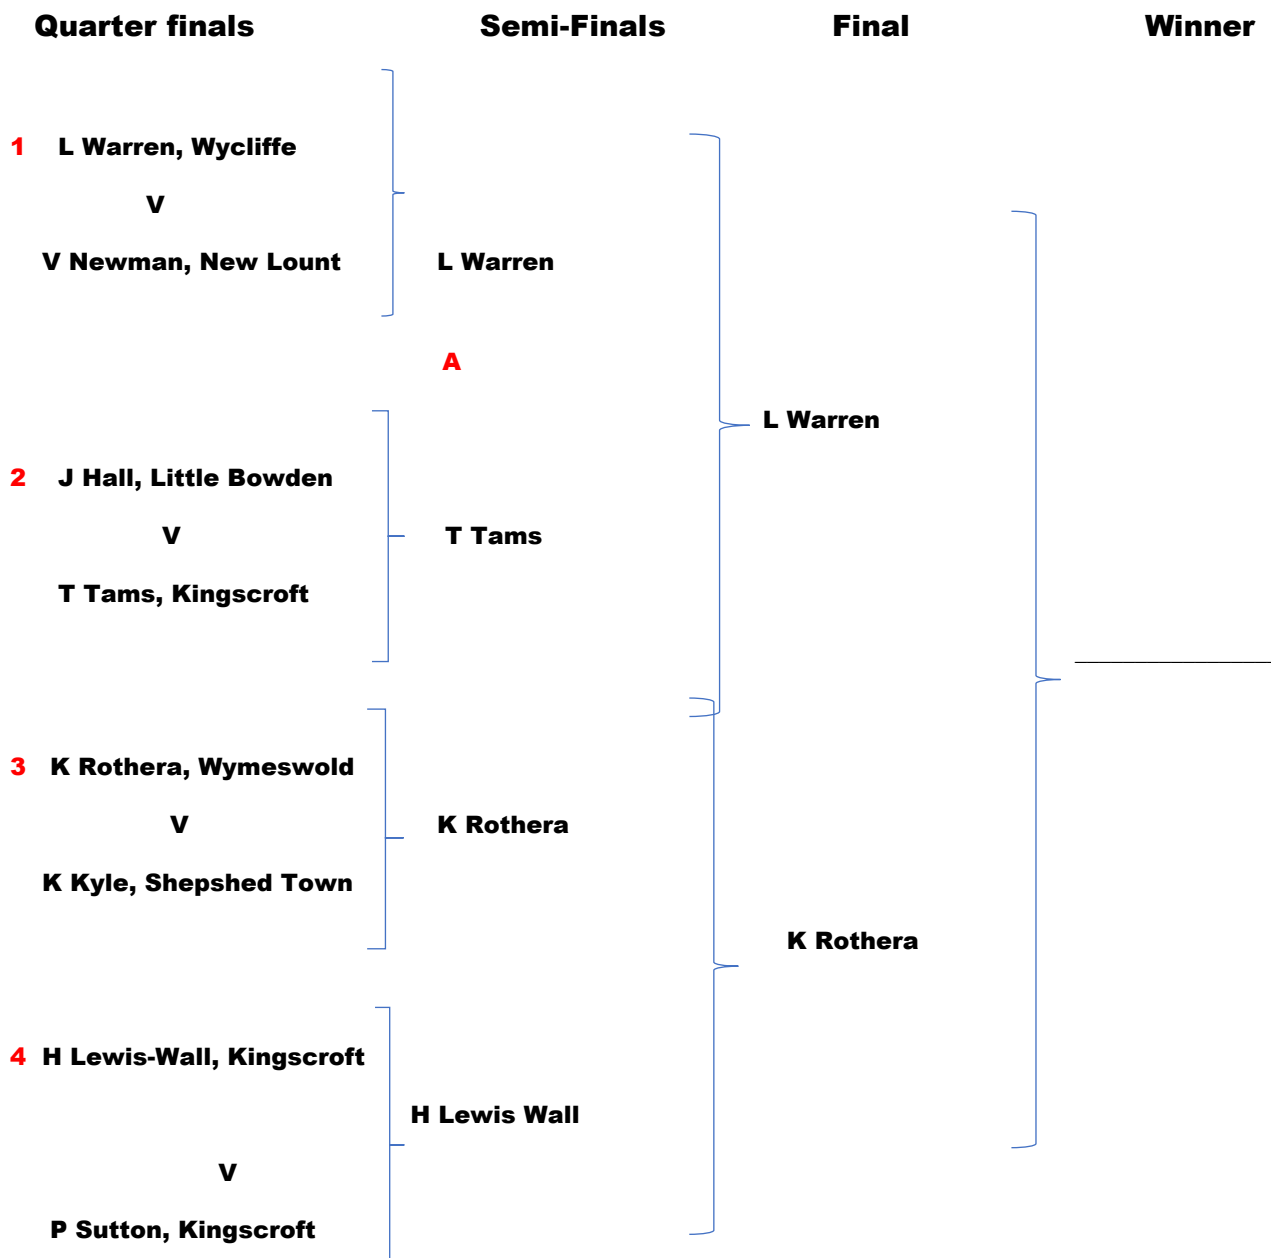 Quarter finals Semi-Finals Final Winner
1 L Warren, Wycliffe
V
V Newman, New Lount L Warren
A
L Warren
2 J Hall, Little Bowden
V T Tams
T Tams, Kingscroft
3 K Rothera, Wymeswold
V K Rothera
K Kyle, Shepshed Town
K Rothera
4 H Lewis-Wall, Kingscroft
H Lewis Wall
V
P Sutton, Kingscroft